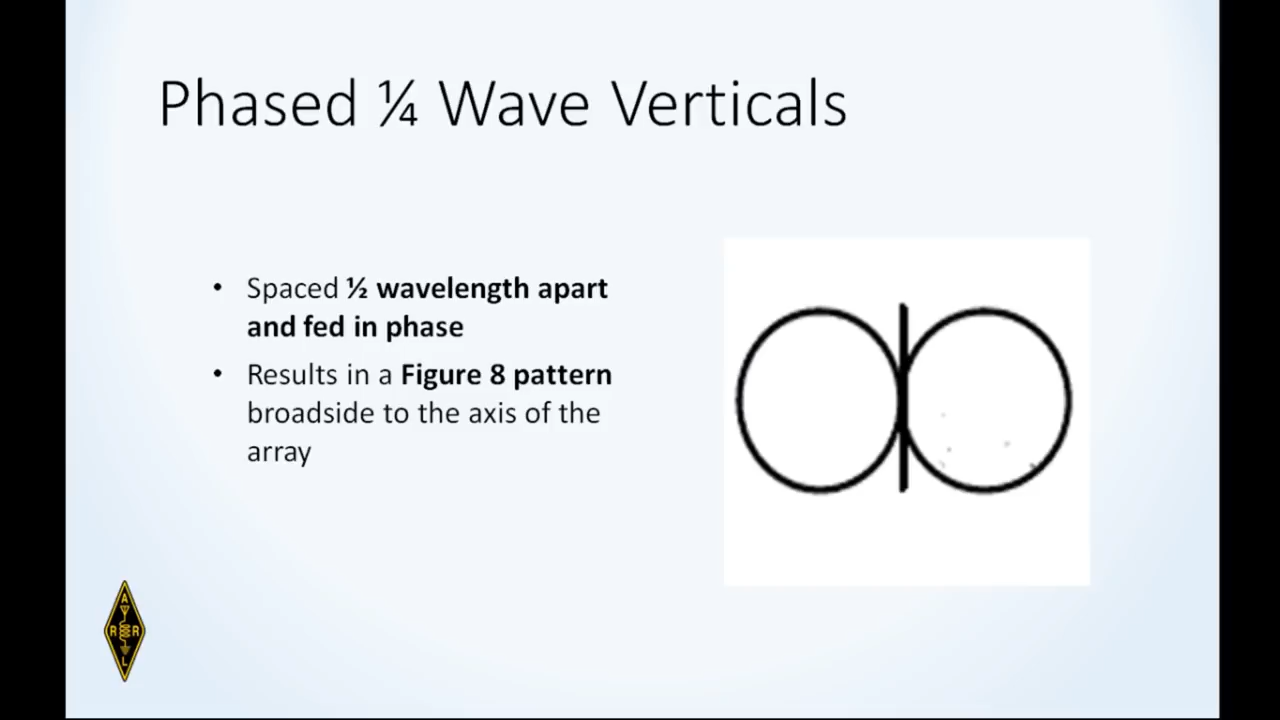 Phased ¼ Wave Verticals
• Spaced ½ wavelength apart
and fed in phase
• Results in a Figure 8 pattern
broadside to the axis of the
array
A
R R
L